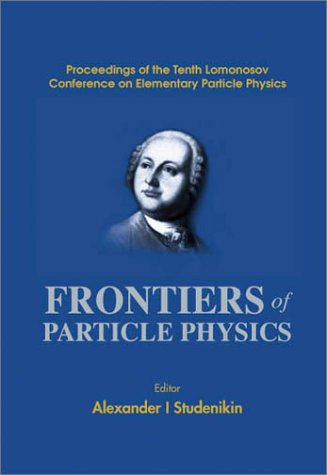 Proceedings of the Tenth Lomonosov
Conference on Elementary Particle Physics
FRONTIERS of
PARTICLE PHYSICS
Editor
Alexander I Studenikin